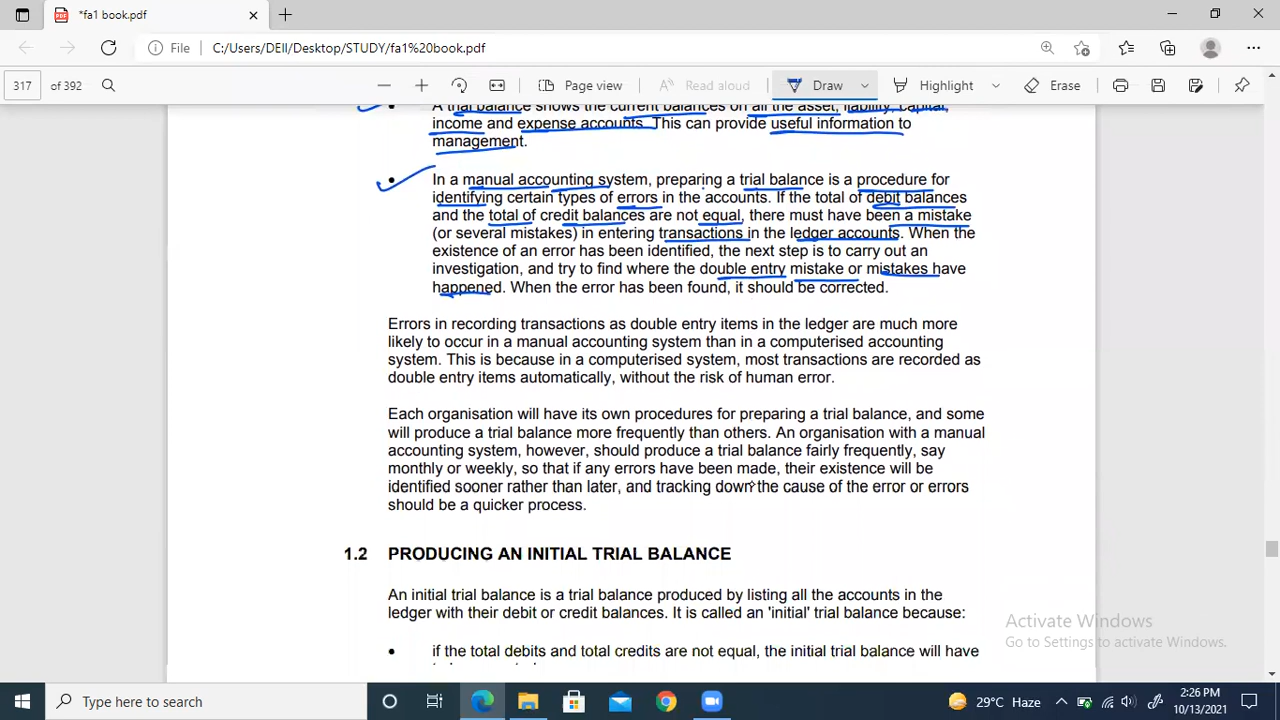 *fa1 book.pdf
File C:/Users/DEll/Desktop/STUDY/fa1%20book.pdf
317 of 392 Page view Read aloud Draw Highlight Erase
A trial balance shows the current balances on all the asset, liability, capital,
income and expense accounts. This can provide useful information to
management.
In a manual accounting system, preparing a trial balance is a procedure for
identifying certain types of errors in the accounts. If the total of debit balances
and the total of credit balances are not equal, there must have been a mistake
(or several mistakes) in entering transactions in the ledger accounts. When the
existence of an error has been identified, the next step is to carry out an
investigation, and try to find where the double entry mistake or mistakes have
happened. When the error has been found, it should be corrected.
Errors in recording transactions as double entry items in the ledger are much more
likely to occur in a manual accounting system than in a computerised accounting
system. This is because in a computerised system, most transactions are recorded as
double entry items automatically, without the risk of human error.
Each organisation will have its own procedures for preparing a trial balance, and some
will produce a trial balance more frequently than others. An organisation with a manual
accounting system, however, should produce a trial balance fairly frequently, say
monthly or weekly, so that if any errors have been made, their existence will be
identified sooner rather than later, and tracking down the cause of the error or errors
should be a quicker process.
1.2 PRODUCING AN INITIAL TRIAL BALANCE
An initial trial balance is a trial balance produced by listing all the accounts in the
ledger with their debit or credit balances. It is called an 'initial' trial balance because:
• if the total debits and total credits are not equal, the initial trial balance will have
Activate Windows
Go to Settings to activate Windows.
Type here to search
29°C Haze
2:26 PM
10/13/2021